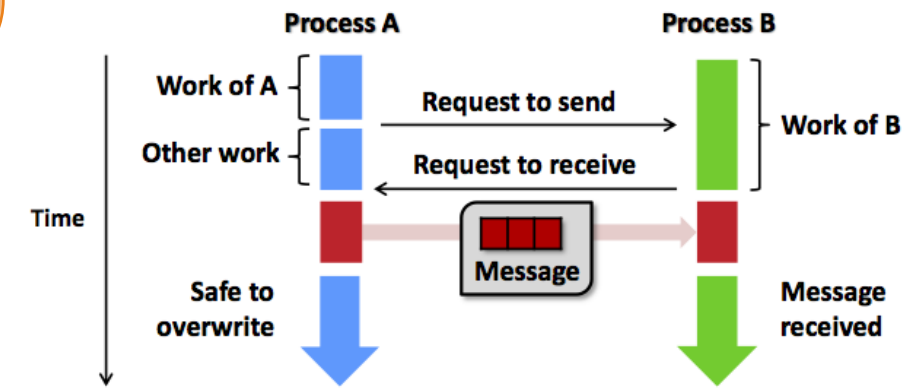 Process A
Process B
Work of A
Request to send
Work of B
Other work
Request to receive
Time
Message
Safe to
overwrite
Message
received